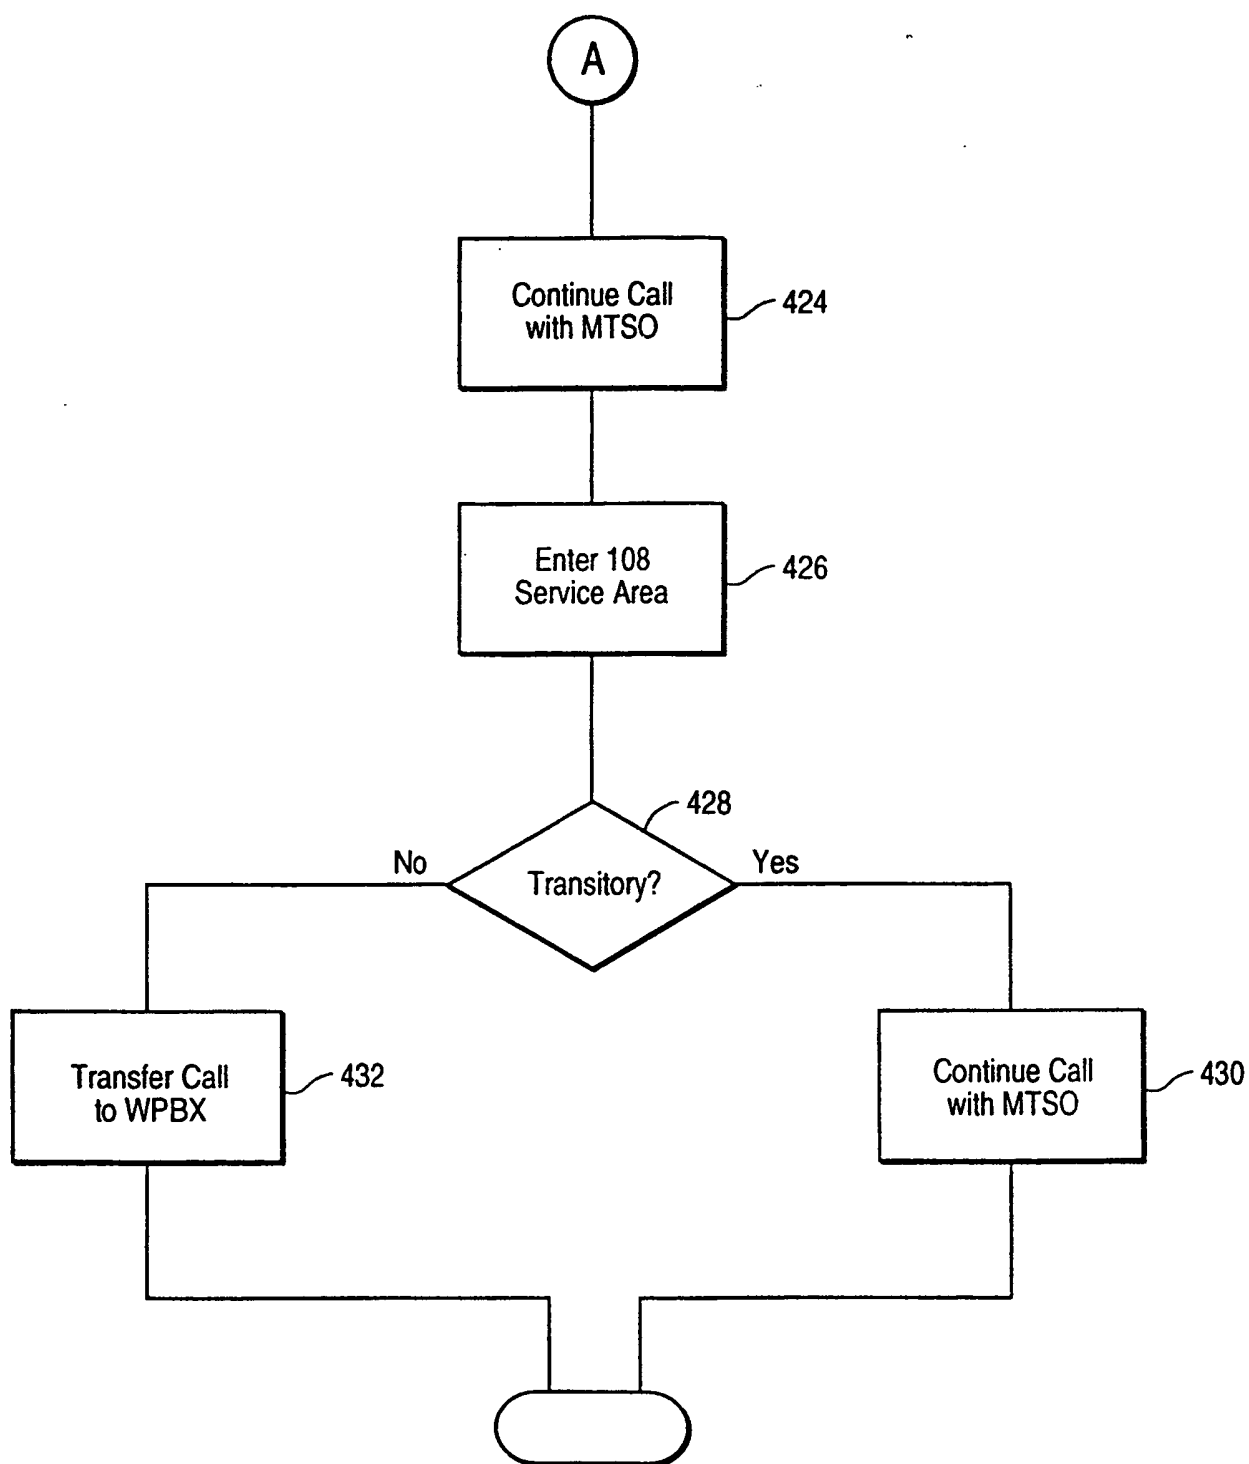 A
Continue Call
with MTSO
424
Enter 108
Service Area
426
428
No
Transitory?
Yes
Transfer Call
to WPBX
432
Continue Call
with MTSO
430